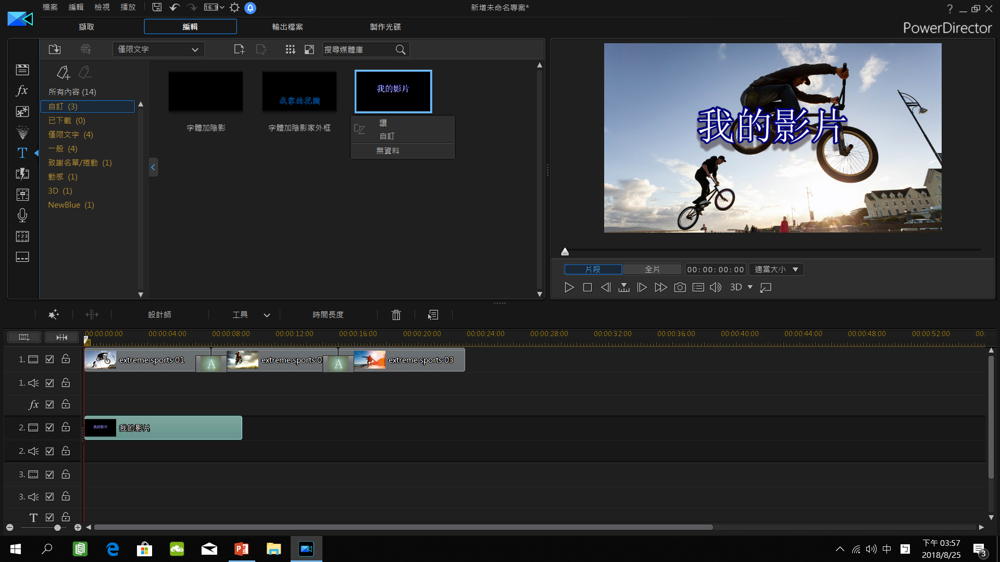 檔案 編輯 檢視 播放 16:9 新增未命名專案* ?
PowerDirector
擷取 編輯 輸出檔案 製作光碟
僅限文字 搜尋媒體庫
所有內容 (14)
自訂 (3)
已下載 (0)
僅限文字 (4)
一般 (4)
致謝名單/捲動 (1)
動感 (1)
3D (1)
NewBlue (1)
fx
T
1 2 3
我家的花園
我的影片
字體加陰影 字體加陰影家外框
DZ 讚
自訂
無資料
我的影片
片段 全片 00:00:00:00 適當大小
3D
設計師 工具 時間長度
00:00:00:00 00:00:04:00 00:00:08:00 00:00:12:00 00:00:16:00 00:00:20:00 00:00:24:00 00:00:28:00 00:00:32:00 00:00:36:00 00:00:40:00 00:00:44:00 00:00:48:00 00:00:52:00 00:
1. extreme sports 01 A extreme sports 0 A extreme sports 03
1.
fx
2. 我的影片 我的影片
2.
3.
3.
T
中 ㄅ 下午 03:57
2018/8/25 3